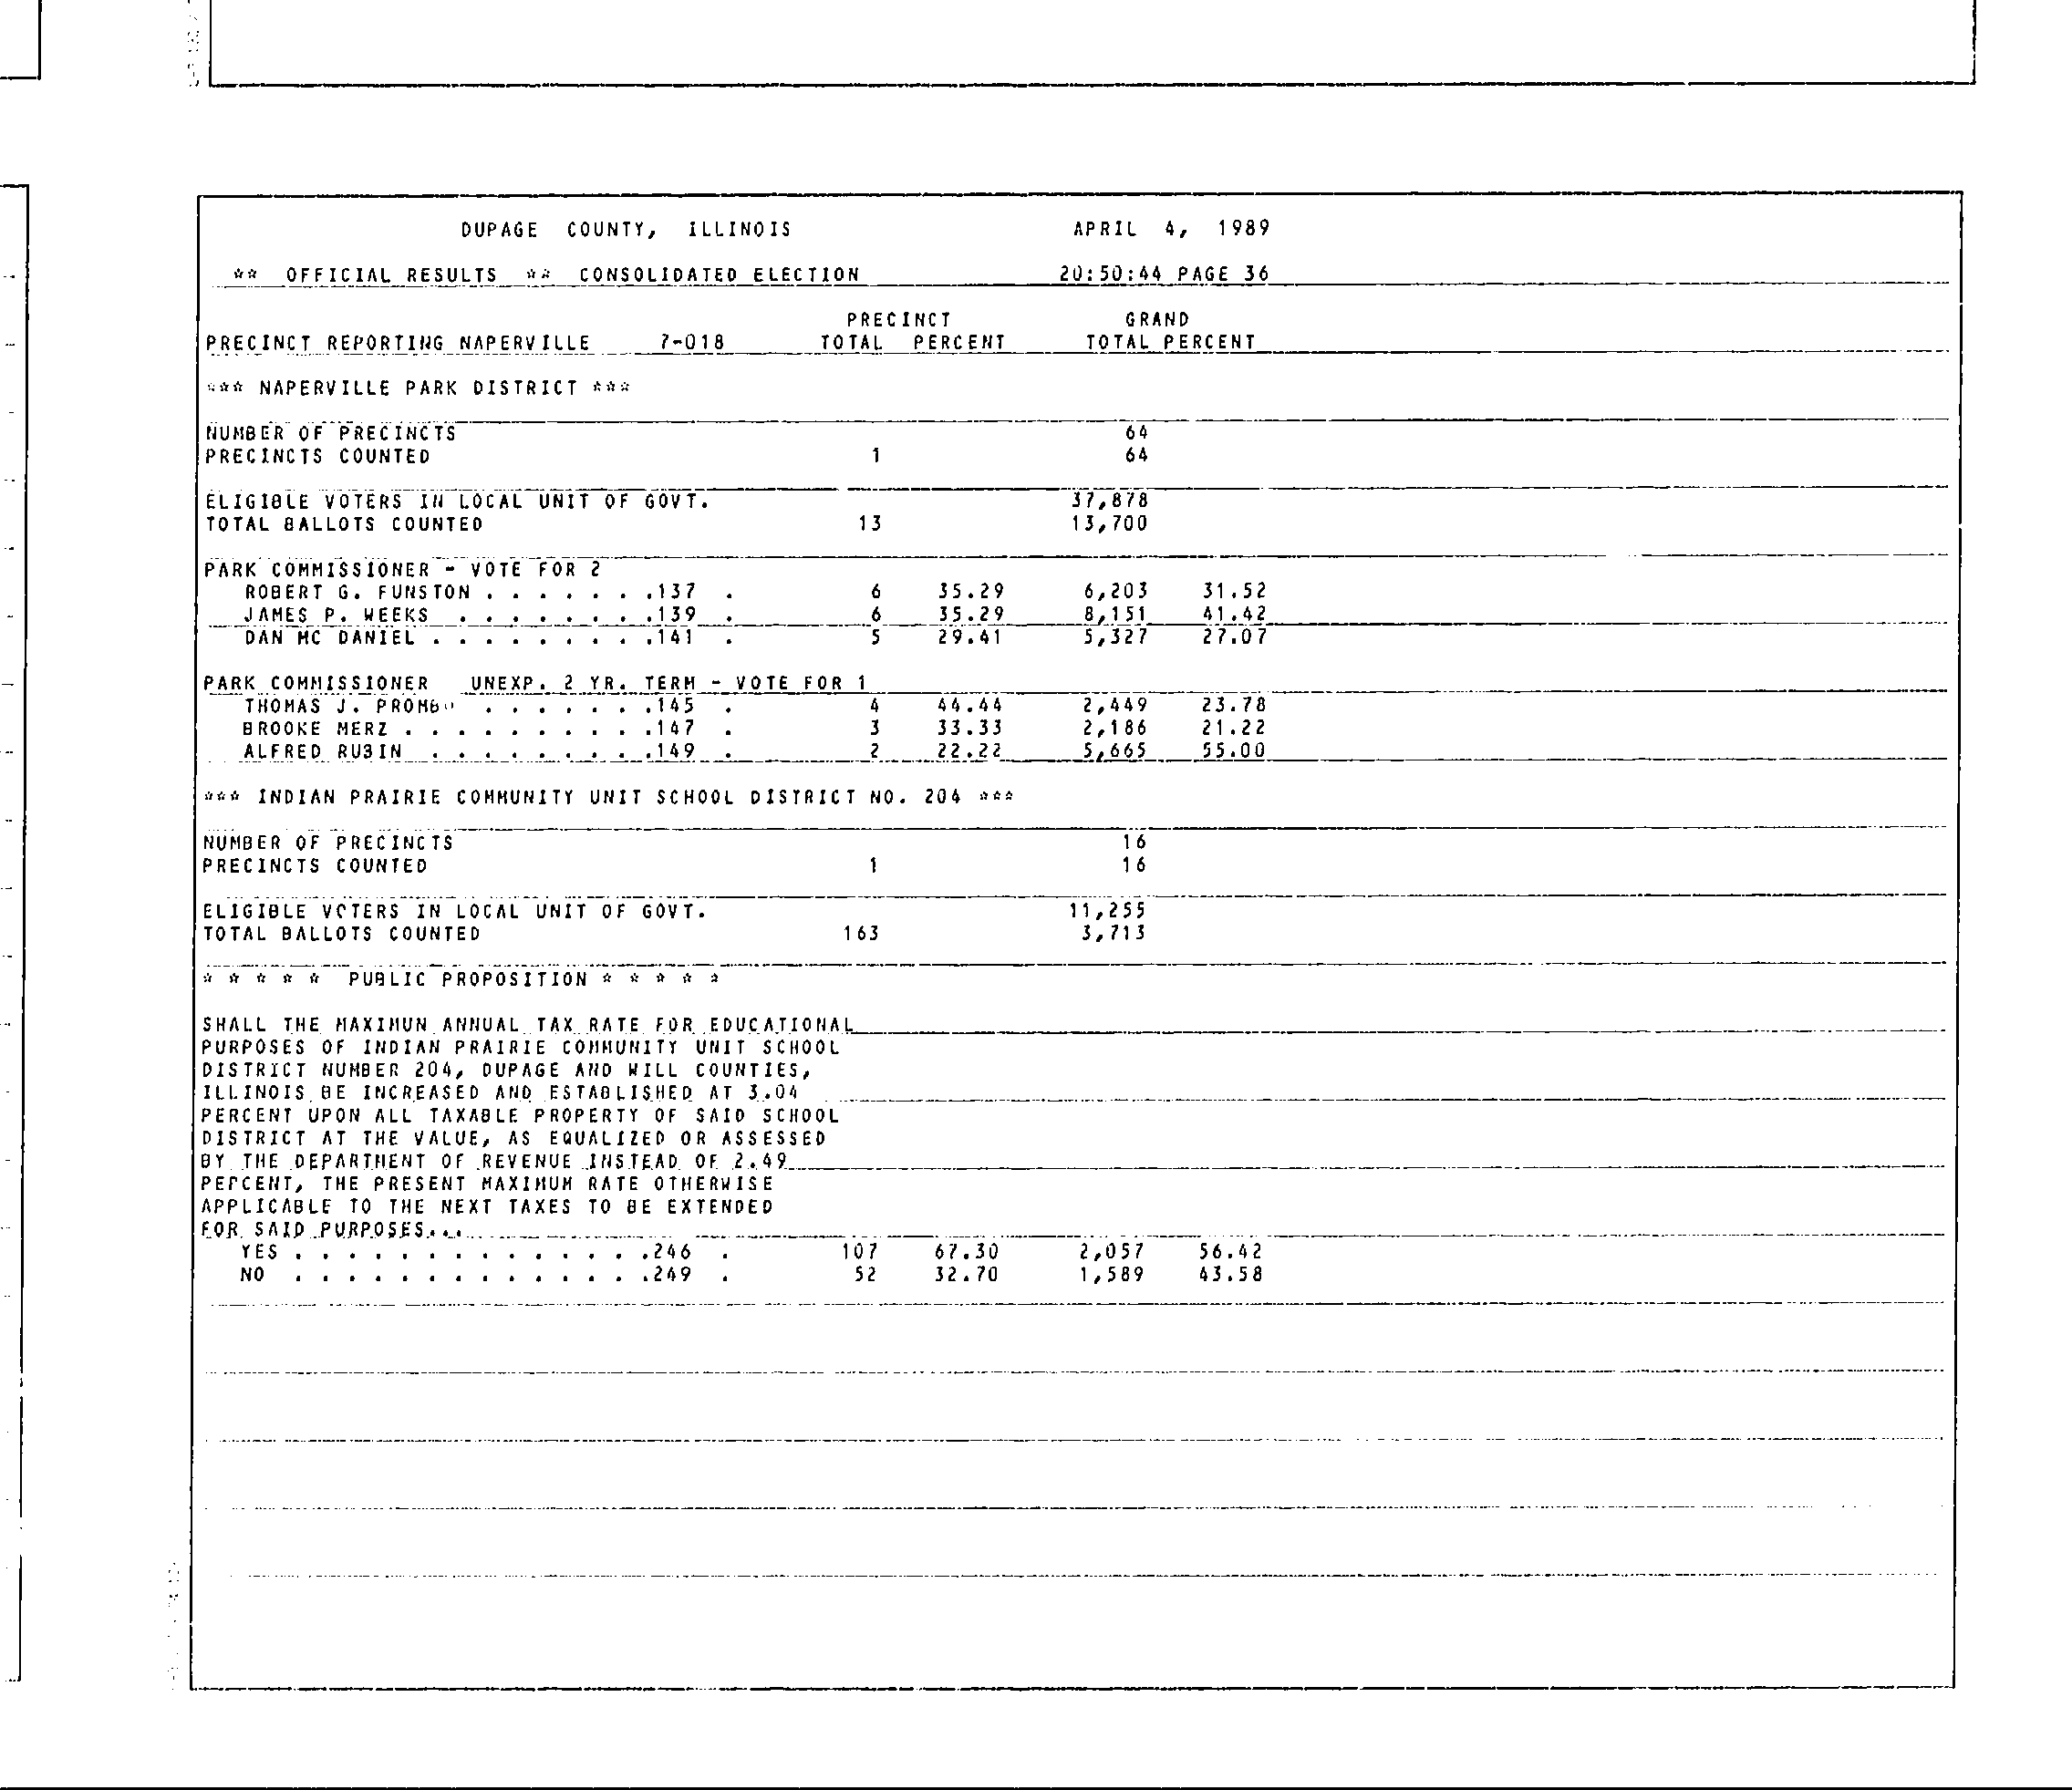 DUPAGE COUNTY, ILLINOIS APRIL 4, 1989
** OFFICIAL RESULTS ** CONSOLIDATED ELECTION 20:50:44 PAGE 36
PRECINCT GRAND
PRECINCT REPORTING NAPERVILLE 7-018 TOTAL PERCENT TOTAL PERCENT
*** NAPERVILLE PARK DISTRICT ***
NUMBER OF PRECINCTS 64
PRECINCTS COUNTED 1 64
ELIGIBLE VOTERS IN LOCAL UNIT OF GOVT. 37,878
TOTAL BALLOTS COUNTED 13 13,700
PARK COMMISSIONER - VOTE FOR 2
ROBERT G. FUNSTON . . . . . . .137 . 6 35.29 6,203 31.52
JAMES P. WEEKS . . . . . . . .139 . 6 35.29 8,151 41.42
DAN MC DANIEL . . . . . . . . .141 . 5 29.41 5,327 27.07
PARK COMMISSIONER UNEXP. 2 YR. TERM - VOTE FOR 1
THOMAS J. . . . . . . .145 . 4 44.44 2,449 23.78
BROOKE MERZ . . . . . . . . . .147 . 3 33.33 2,186 21.22
ALFRED RUBIN . . . . . . . . .149 . 2 22.22 5,665 55.00
*** INDIAN PRAIRIE COMMUNITY UNIT SCHOOL DISTRICT NO. 204 ***
NUMBER OF PRECINCTS 16
PRECINCTS COUNTED 1 16
ELIGIBLE VOTERS IN LOCAL UNIT OF GOVT. 11,255
TOTAL BALLOTS COUNTED 163 3,713
* * * * * PUBLIC PROPOSITION * * * * *
SHALL THE MAXIMUN ANNUAL TAX RATE FOR EDUCATIONAL
PURPOSES OF INDIAN PRAIRIE COMMUNITY UNIT SCHOOL
DISTRICT NUMBER 204, DUPAGE AND WILL COUNTIES,
ILLINOIS BE INCREASED AND ESTABLISHED AT 3.04
PERCENT UPON ALL TAXABLE PROPERTY OF SAID SCHOOL
DISTRICT AT THE VALUE, AS EQUALIZED OR ASSESSED
BY THE DEPARTMENT OF REVENUE INSTEAD OF 2.49
PERCENT, THE PRESENT MAXIMUM RATE OTHERWISE
APPLICABLE TO THE NEXT TAXES TO BE EXTENDED
FOR SAID PURPOSES...
YES . . . . . . . . . . . . . .246 . 107 67.30 2,057 56.42
NO . . . . . . . . . . . . . .249 . 52 32.70 1,589 43.58